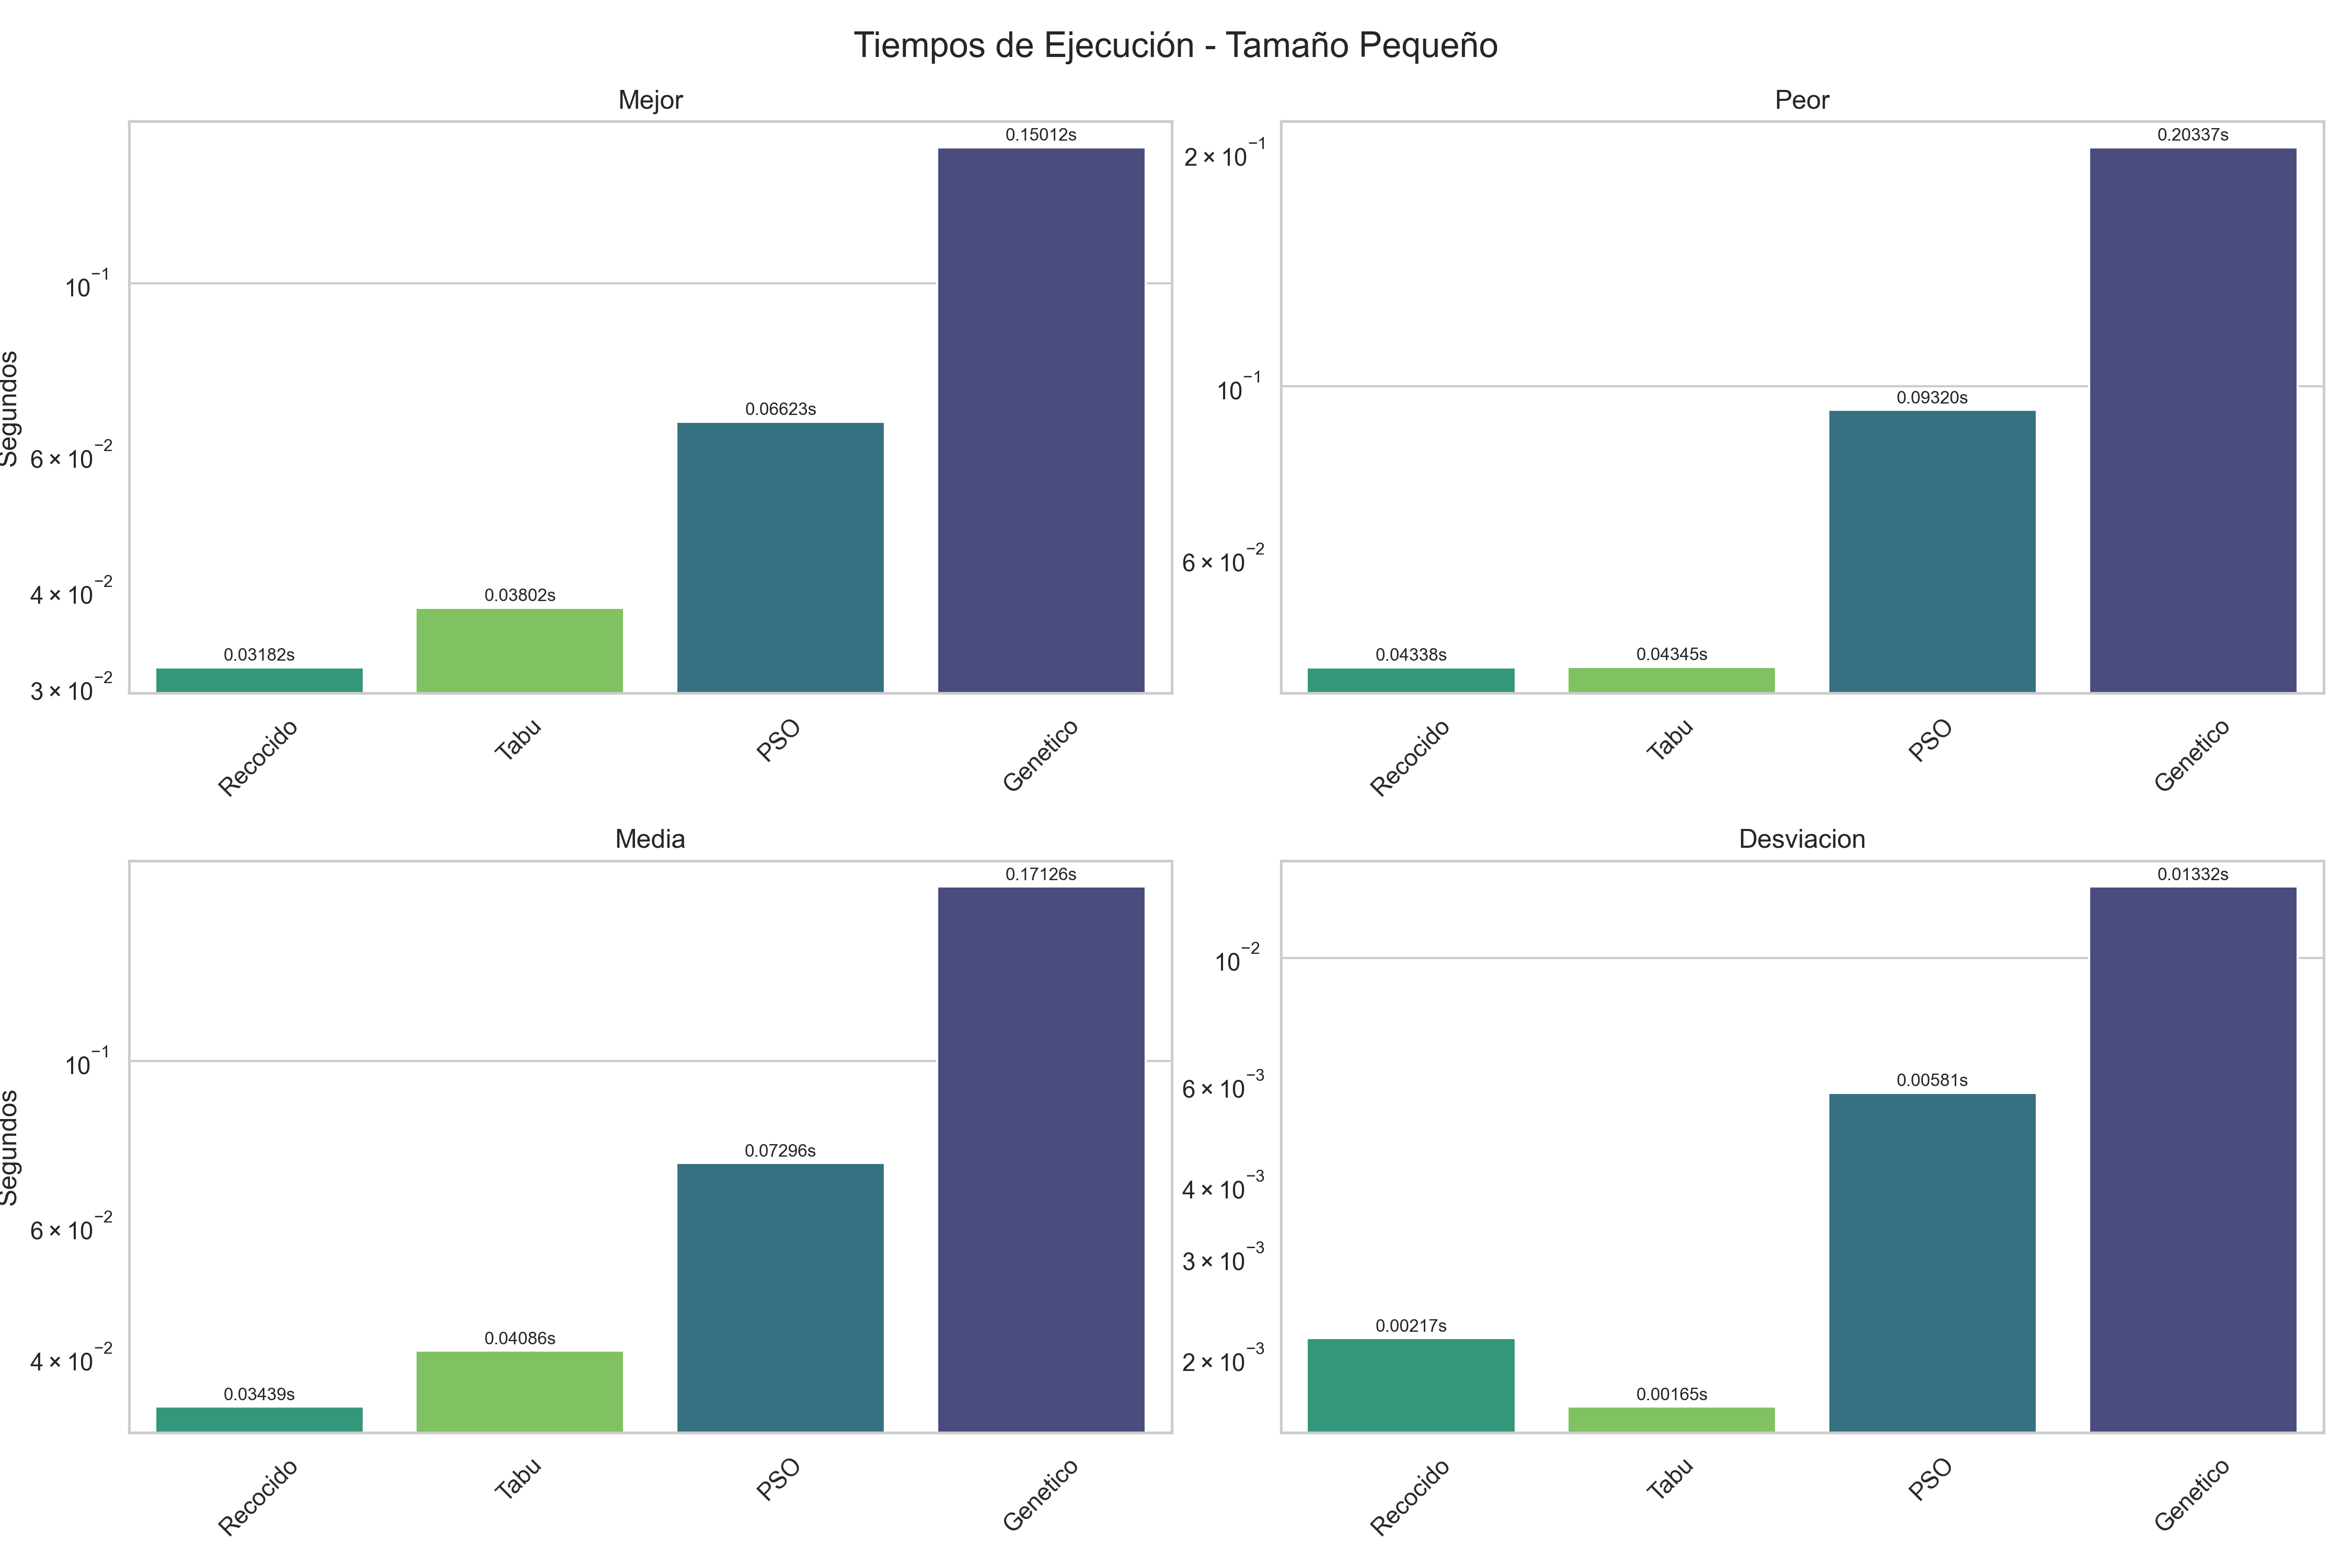 Tiempos de Ejecución - Tamaño Pequeño
Mejor
Segundos
10⁻¹
6 × 10⁻²
4 × 10⁻²
3 × 10⁻²
0.03182s
0.03802s
0.06623s
0.15012s
Recocido
Tabu
PSO
Genetico
Peor
2 × 10⁻¹
10⁻¹
6 × 10⁻²
0.04338s
0.04345s
0.09320s
0.20337s
Recocido
Tabu
PSO
Genetico
Media
Segundos
10⁻¹
6 × 10⁻²
4 × 10⁻²
0.03439s
0.04086s
0.07296s
0.17126s
Recocido
Tabu
PSO
Genetico
Desviacion
10⁻²
6 × 10⁻³
4 × 10⁻³
3 × 10⁻³
2 × 10⁻³
0.00217s
0.00165s
0.00581s
0.01332s
Recocido
Tabu
PSO
Genetico